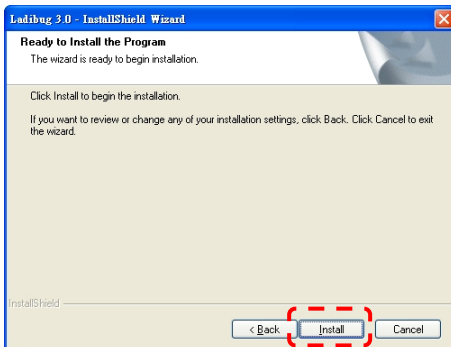 Ladibug 3.0 - InstallShield Wizard
Ready to Install the Program
The wizard is ready to begin installation.
Click Install to begin the installation.
If you want to review or change any of your installation settings, click Back. Click Cancel to exit
the wizard.
InstallShield
< Back Install Cancel